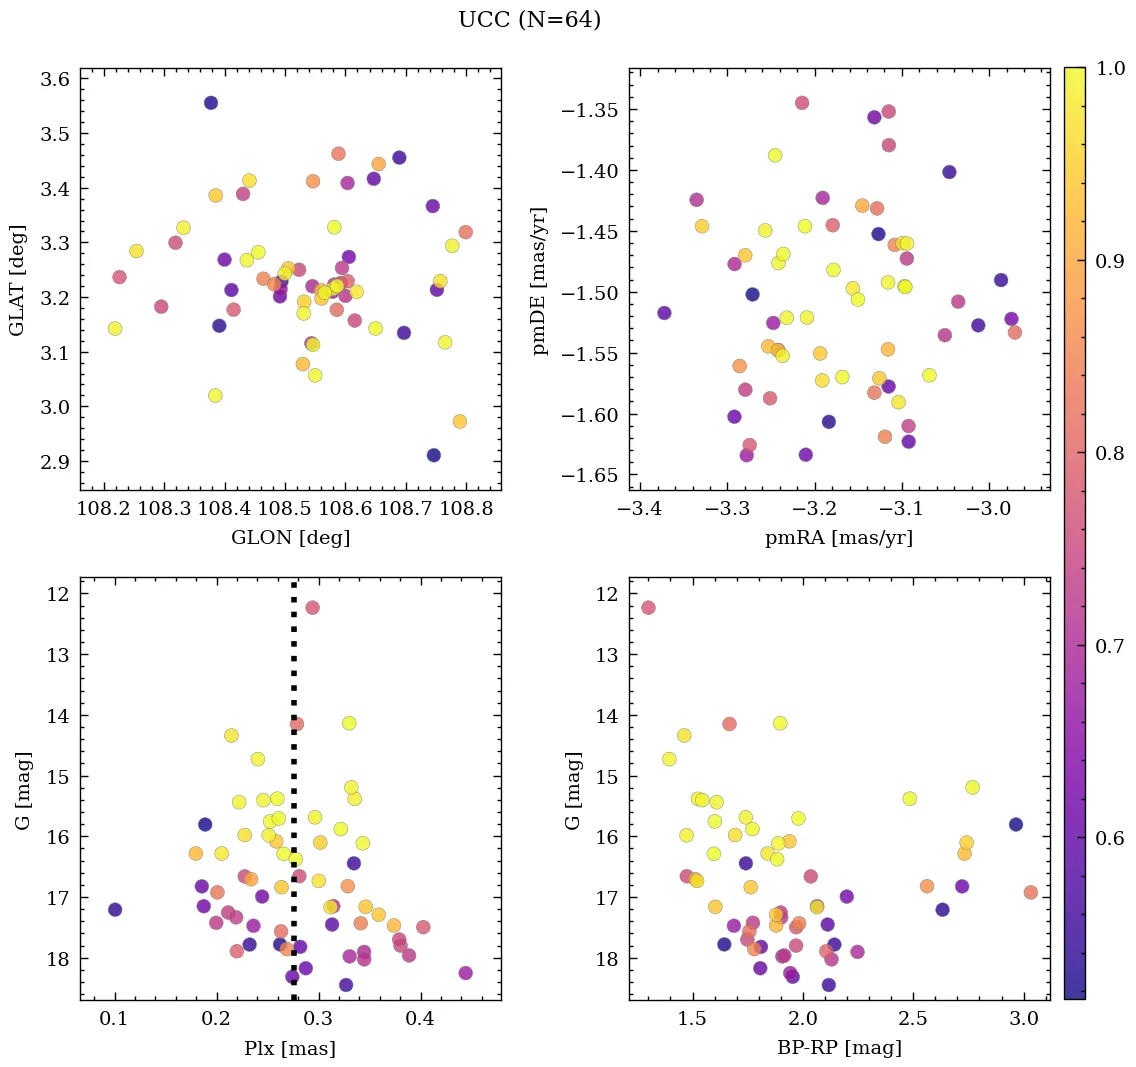 UCC (N=64)
3.6
3.5
3.4
3.3
3.2
3.1
3.0
2.9
GLAT [deg]
108.2 108.3 108.4 108.5 108.6 108.7 108.8
GLON [deg]
−1.35
−1.40
−1.45
−1.50
−1.55
−1.60
−1.65
pmDE [mas/yr]
−3.4 −3.3 −3.2 −3.1 −3.0
pmRA [mas/yr]
12
13
14
15
16
17
18
G [mag]
0.1 0.2 0.3 0.4
Plx [mas]
12
13
14
15
16
17
18
G [mag]
1.5 2.0 2.5 3.0
BP-RP [mag]
1.0
0.9
0.8
0.7
0.6